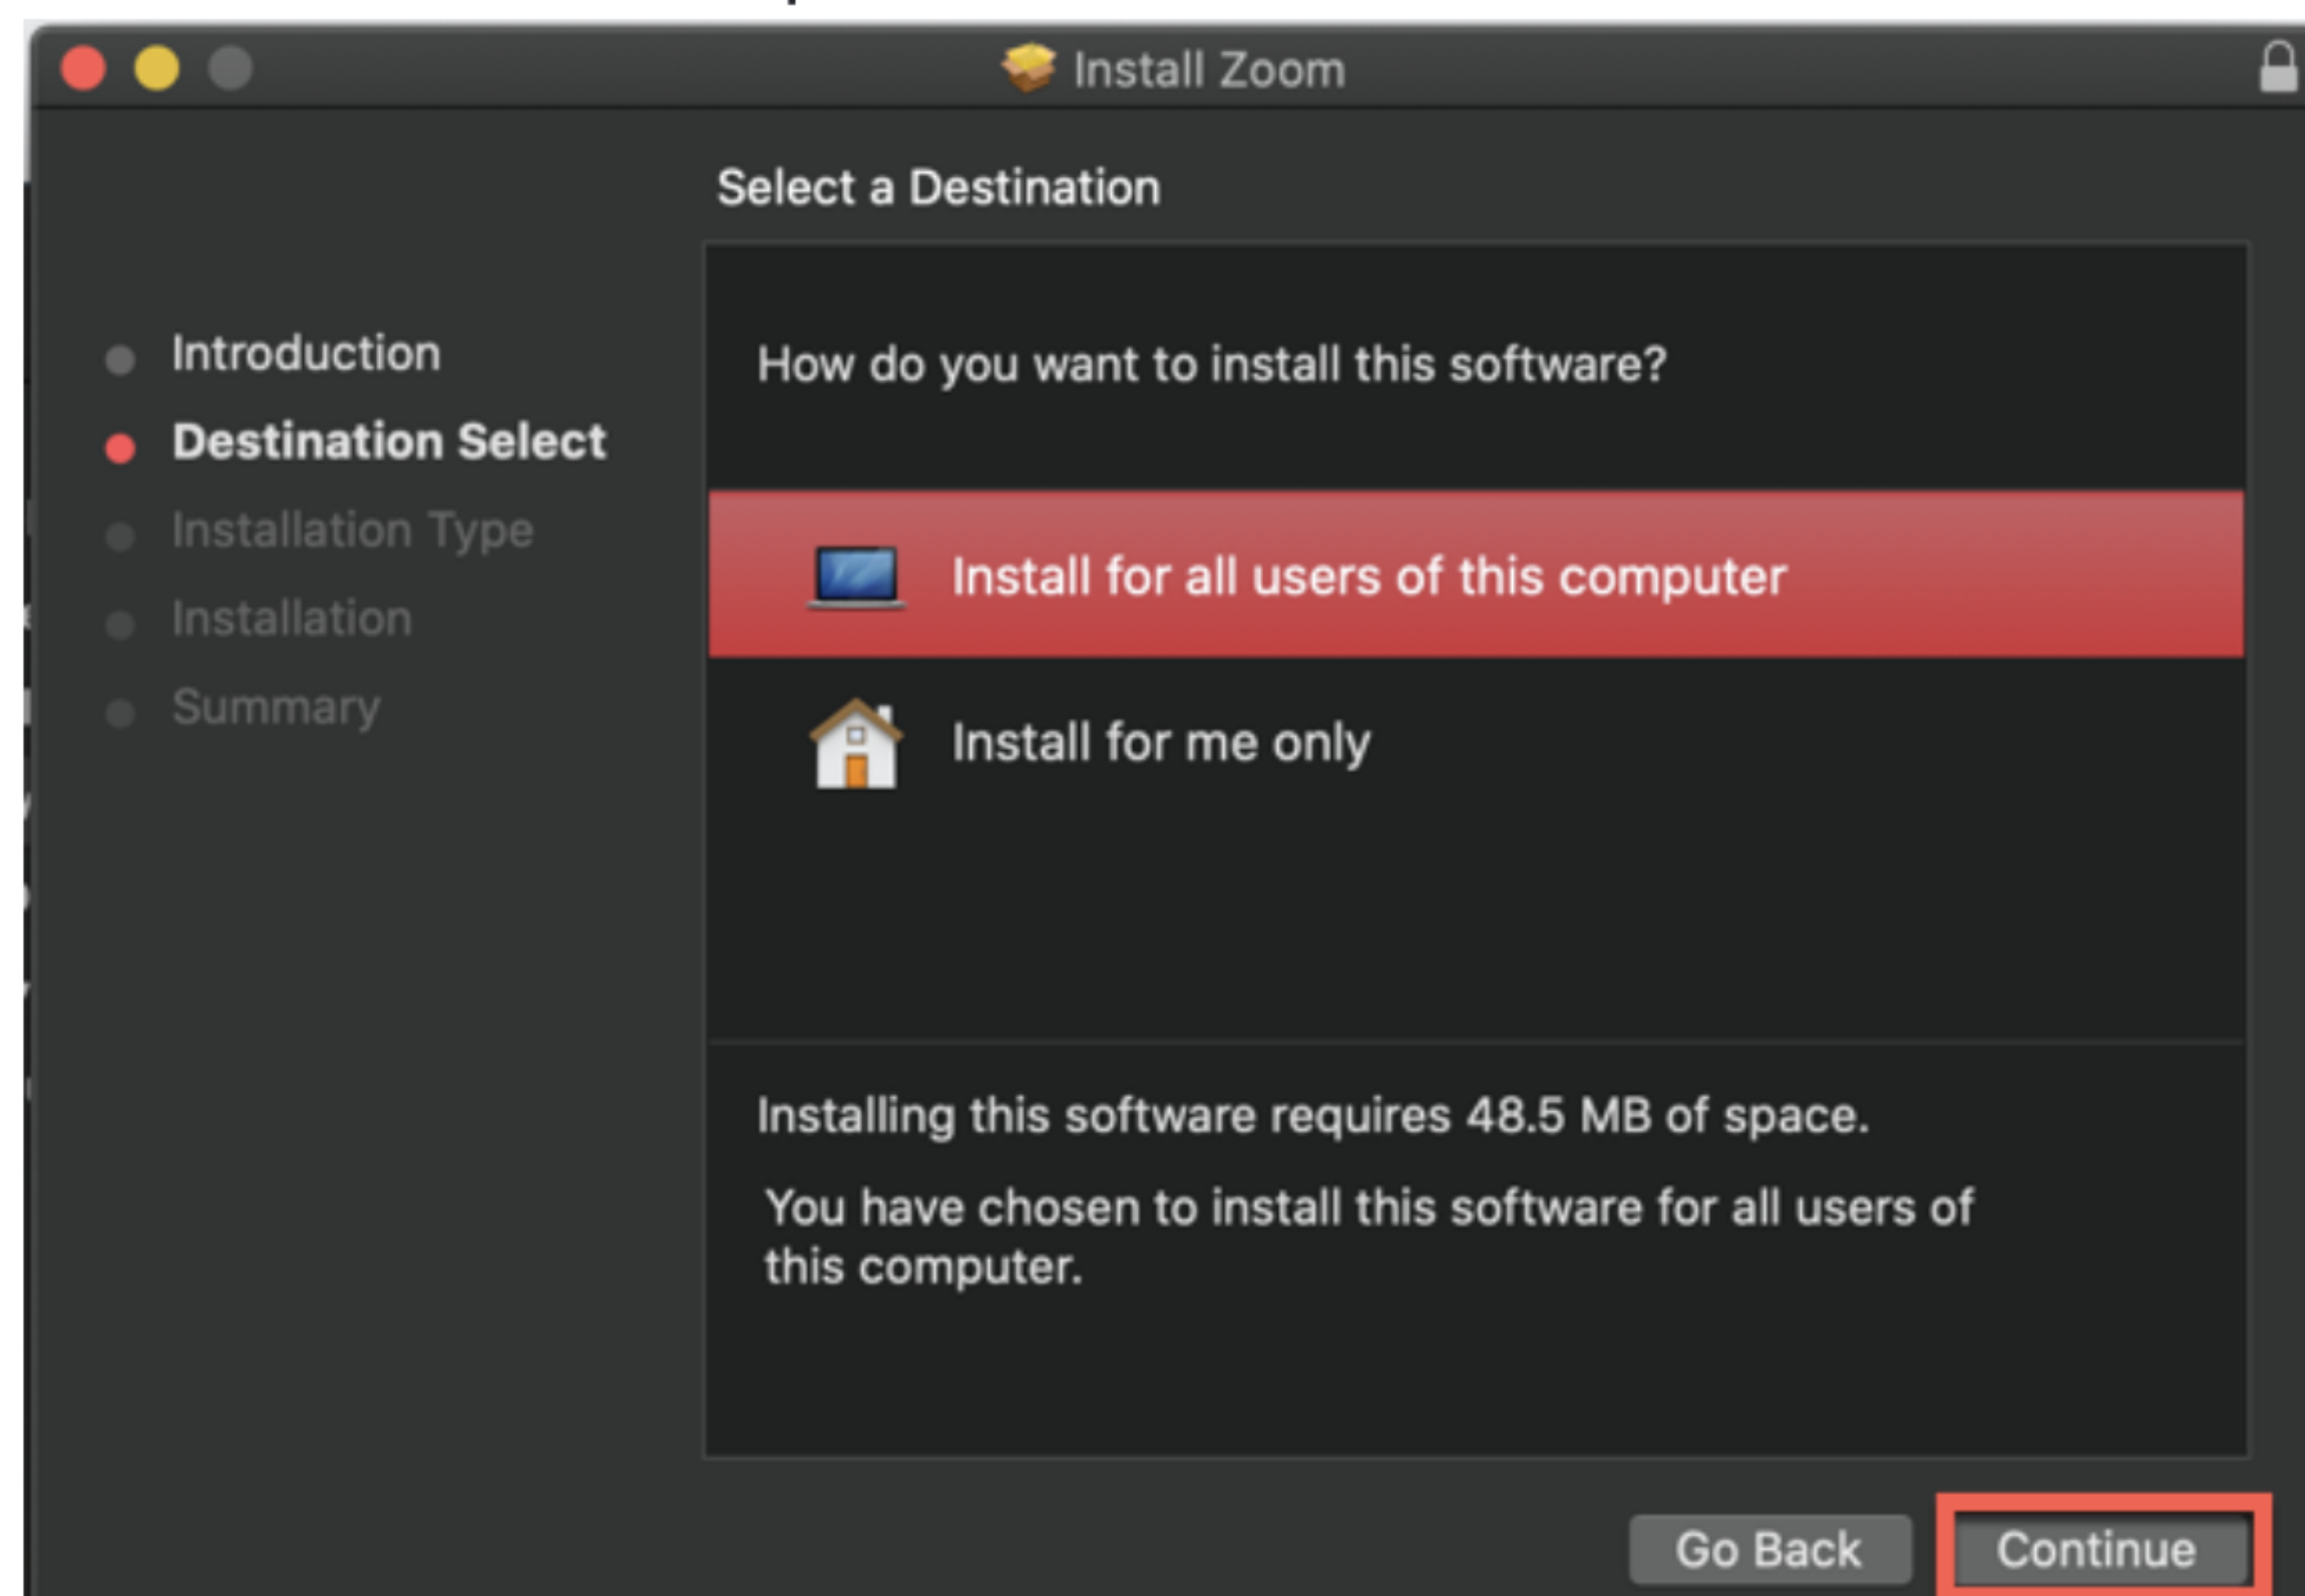 Install Zoom
Select a Destination
Introduction
Destination Select
Installation Type
Installation
Summary
How do you want to install this software?
Install for all users of this computer
Install for me only
Installing this software requires 48.5 MB of space.
You have chosen to install this software for all users of
this computer.
Go Back
Continue